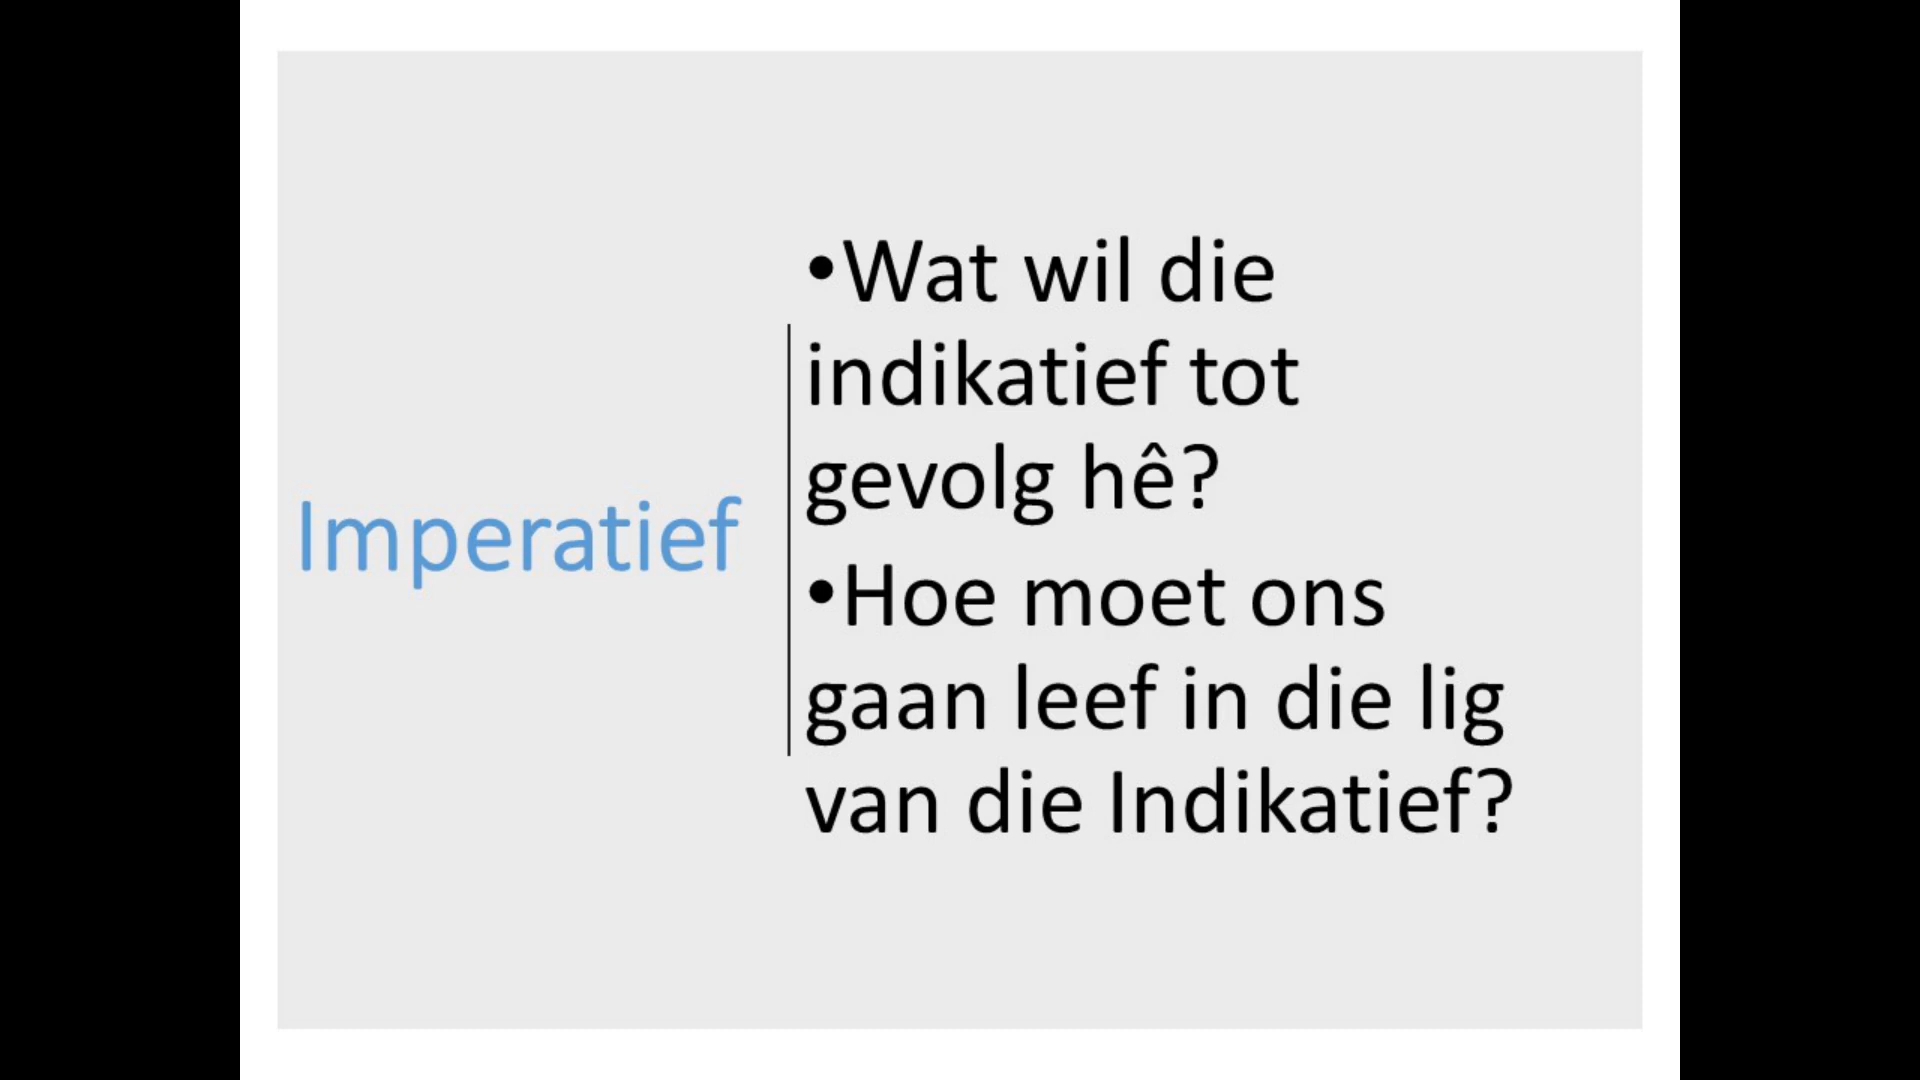 Imperatief
•Wat wil die
indikatief tot
gevolg hê?
•Hoe moet ons
gaan leef in die lig
van die Indikatief?